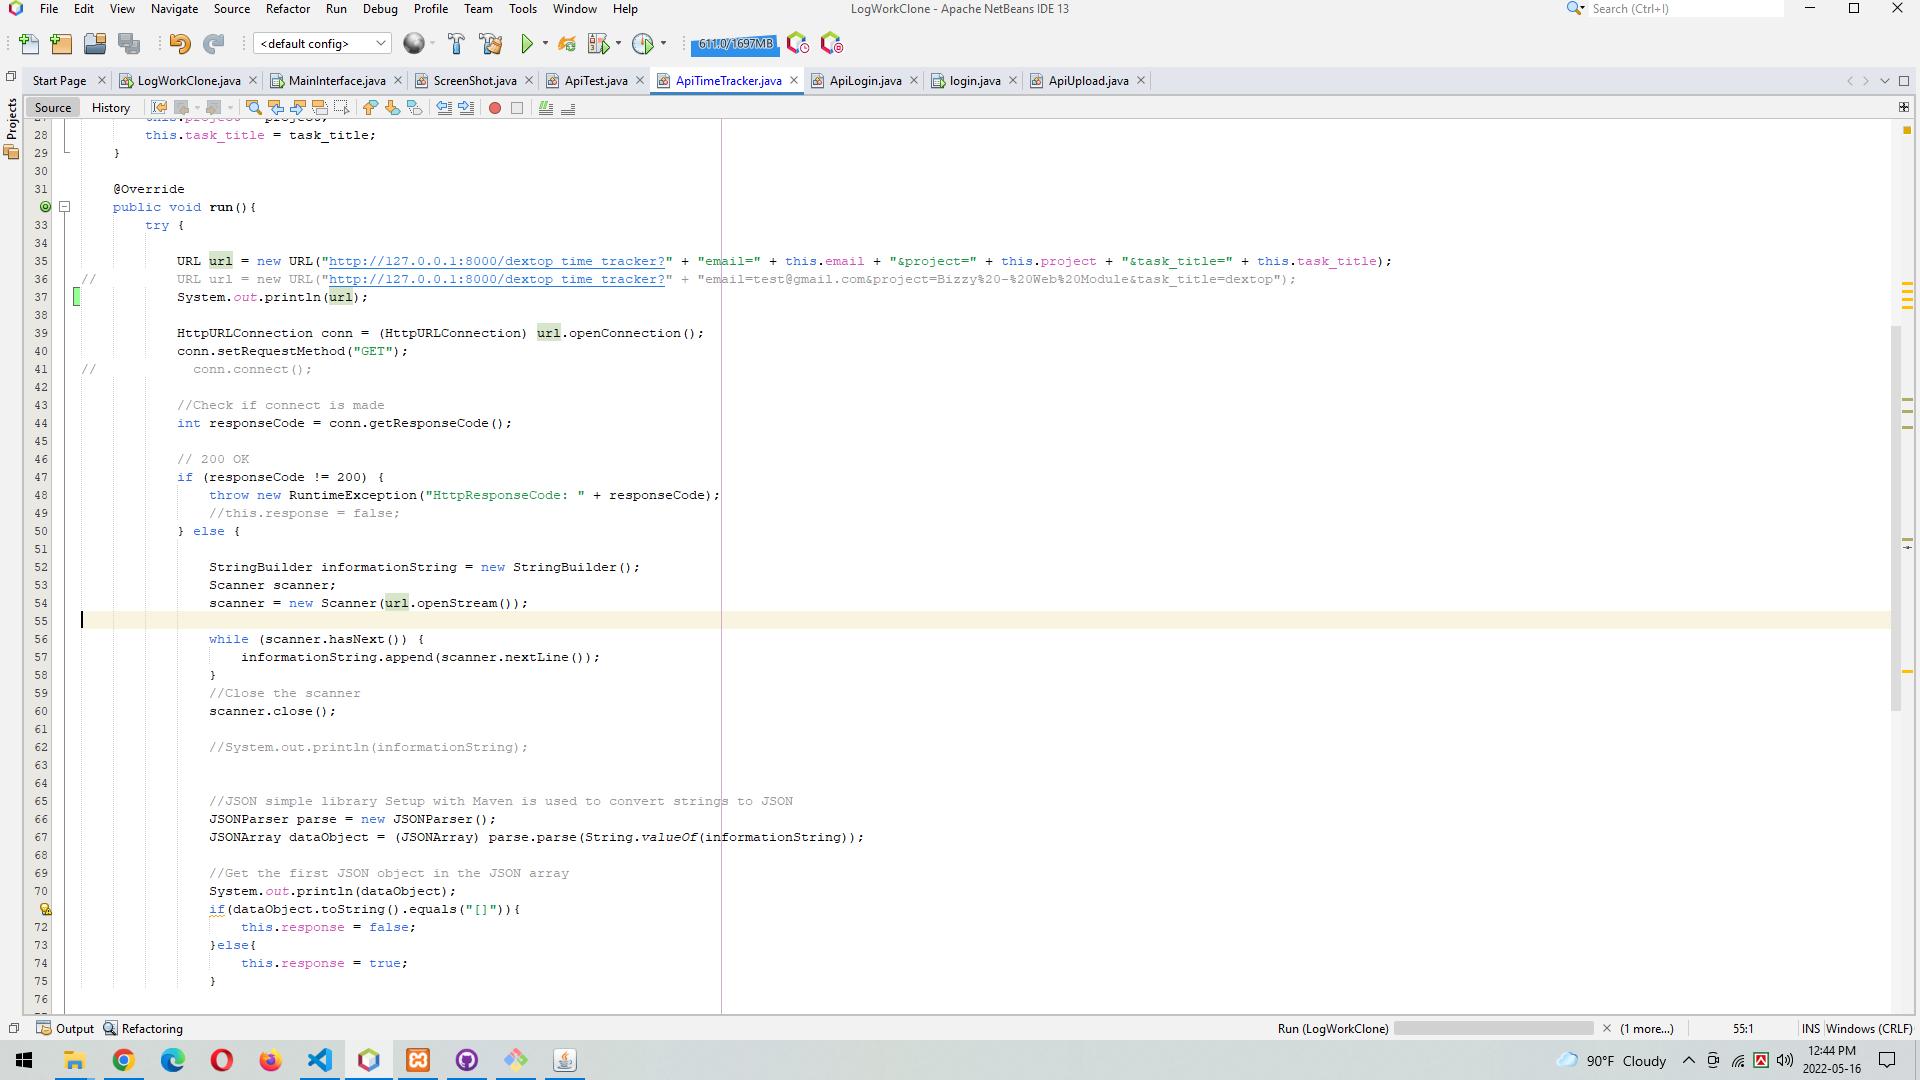 File Edit View Navigate Source Refactor Run Debug Profile Team Tools Window Help
LogWorkClone - Apache NetBeans IDE 13
Search (Ctrl+I)
<default config>
611.0/1697MB
Start Page
LogWorkClone.java
MainInterface.java
ScreenShot.java
ApiTest.java
ApiTimeTracker.java
ApiLogin.java
login.java
ApiUpload.java
Projects
Source History
28 this.task_title = task_title;
29 }
30
31 @Override
public void run(){
33 try {
34
35 URL url = new URL("http://127.0.0.1:8000/dextop_time_tracker?" + "email=" + this.email + "&project=" + this.project + "&task_title=" + this.task_title);
36 // URL url = new URL("http://127.0.0.1:8000/dextop_time_tracker?" + "email=test@gmail.com&project=Bizzy%20-%20Web%20Module&task_title=dextop");
37 System.out.println(url);
38
39 HttpURLConnection conn = (HttpURLConnection) url.openConnection();
40 conn.setRequestMethod("GET");
41 // conn.connect();
42
43 //Check if connect is made
44 int responseCode = conn.getResponseCode();
45
46 // 200 OK
47 if (responseCode != 200) {
48 throw new RuntimeException("HttpResponseCode: " + responseCode);
49 //this.response = false;
50 } else {
51
52 StringBuilder informationString = new StringBuilder();
53 Scanner scanner;
54 scanner = new Scanner(url.openStream());
55
56 while (scanner.hasNext()) {
57 informationString.append(scanner.nextLine());
58 }
59 //Close the scanner
60 scanner.close();
61
62 //System.out.println(informationString);
63
64
65 //JSON simple library Setup with Maven is used to convert strings to JSON
66 JSONParser parse = new JSONParser();
67 JSONArray dataObject = (JSONArray) parse.parse(String.valueOf(informationString));
68
69 //Get the first JSON object in the JSON array
70 System.out.println(dataObject);
if(dataObject.toString().equals("[]")){
72 this.response = false;
73 }else{
74 this.response = true;
75 }
76
Output Refactoring
Run (LogWorkClone)
(1 more...)
55:1
INS Windows (CRLF)
90°F Cloudy
12:44 PM
2022-05-16